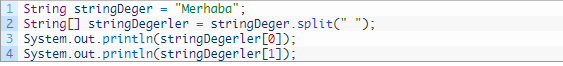 1 String stringDeger = "Merhaba";
2 String[] stringDegerler = stringDeger.split(" ");
3 System.out.println(stringDegerler[0]);
4 System.out.println(stringDegerler[1]);